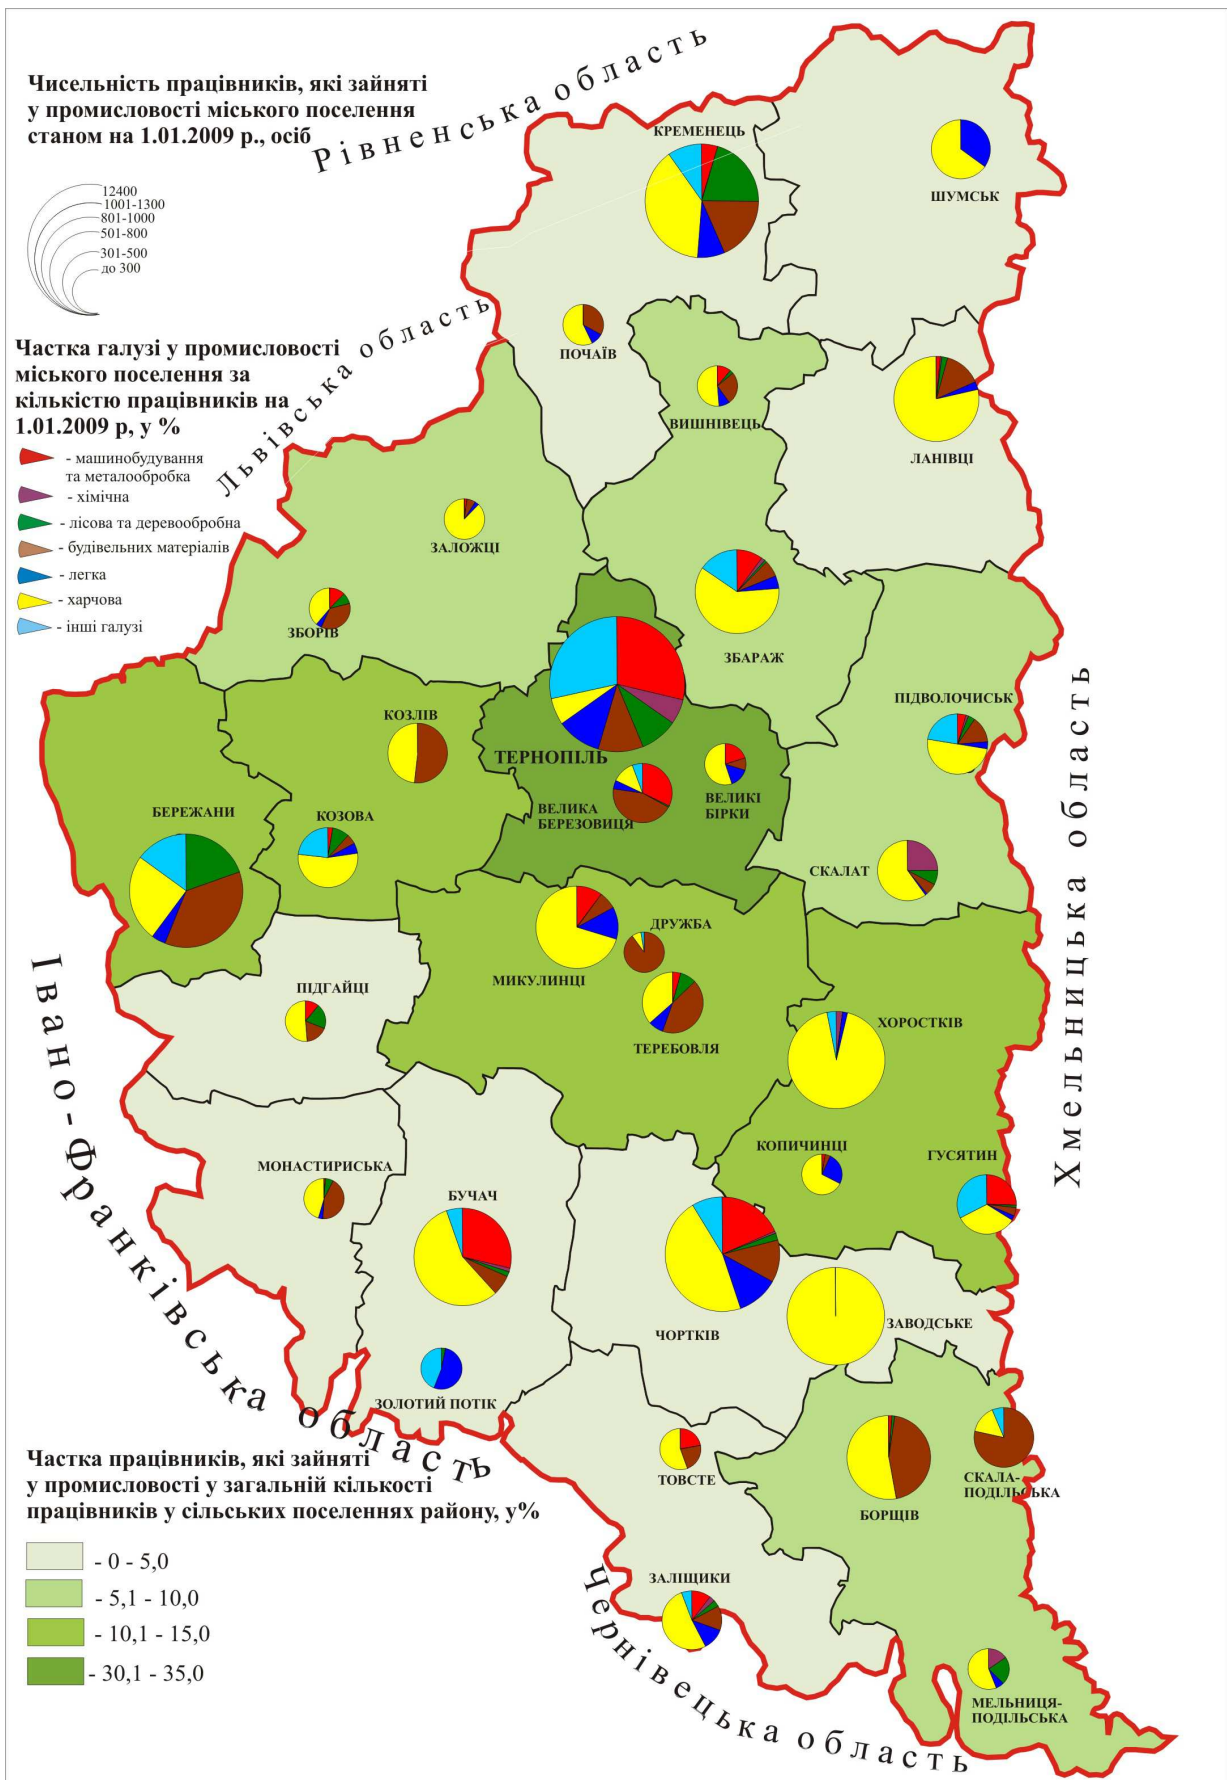 Чисельність працівників, які зайняті
у промисловості міського поселення
станом на 1.01.2009 р., осіб
12400
1001-1300
801-1000
501-800
301-500
до 300
Частка галузі у промисловості
міського поселення за
кількістю працівників на
1.01.2009 р, у %
- машинобудування
та металообробка
- хімічна
- лісова та деревообробна
- будівельних матеріалів
- легка
- харчова
- інші галузі
Рівненська область
Львівська область
Івано-Франківська область
Чернівецька область
Хмельницька область
КРЕМЕНЕЦЬ
ШУМСЬК
ПОЧАЇВ
ВИШНІВЕЦЬ
ЛАНІВЦІ
ЗАЛОЖЦІ
ЗБОРІВ
ЗБАРАЖ
ПІДВОЛОЧИСЬК
КОЗЛІВ
ТЕРНОПІЛЬ
ВЕЛИКА
БЕРЕЗОВИЦЯ
ВЕЛИКІ
БІРКИ
БЕРЕЖАНИ
КОЗОВА
СКАЛАТ
ДРУЖБА
МИКУЛИНЦІ
ТЕРЕБОВЛЯ
ПІДГАЙЦІ
ХОРОСТКІВ
КОПИЧИНЦІ
ГУСЯТИН
МОНАСТИРИСЬКА
БУЧАЧ
ЧОРТКІВ
ЗАВОДСЬКЕ
ЗОЛОТИЙ ПОТІК
ТОВСТЕ
БОРЩІВ
СКАЛА-
ПОДІЛЬСЬКА
ЗАЛІЩИКИ
МЕЛЬНИЦЯ-
ПОДІЛЬСЬКА
Частка працівників, які зайняті
у промисловості у загальній кількості
працівників у сільських поселеннях району, у%
- 0 - 5,0
- 5,1 - 10,0
- 10,1 - 15,0
- 30,1 - 35,0